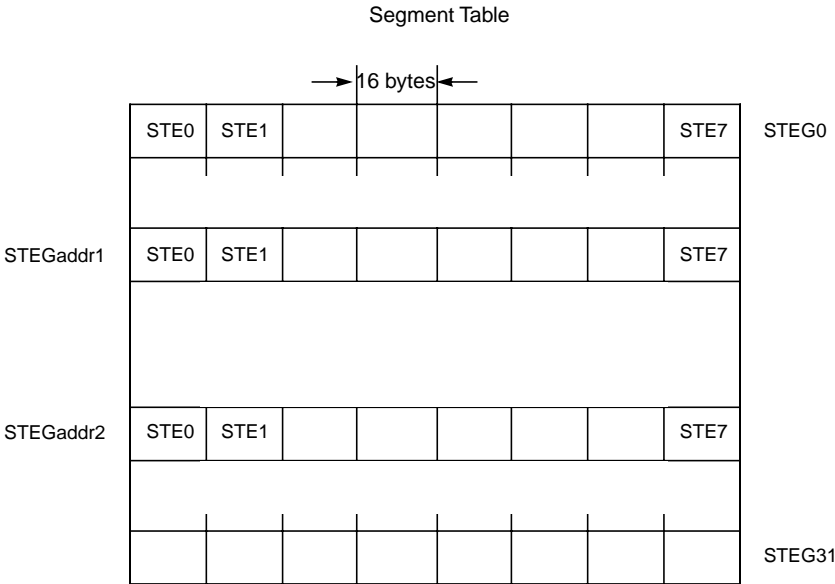 Segment Table
16 bytes
STE0 STE1 STE7 STEG0
STEGaddr1 STE0 STE1 STE7
STEGaddr2 STE0 STE1 STE7
STEG31